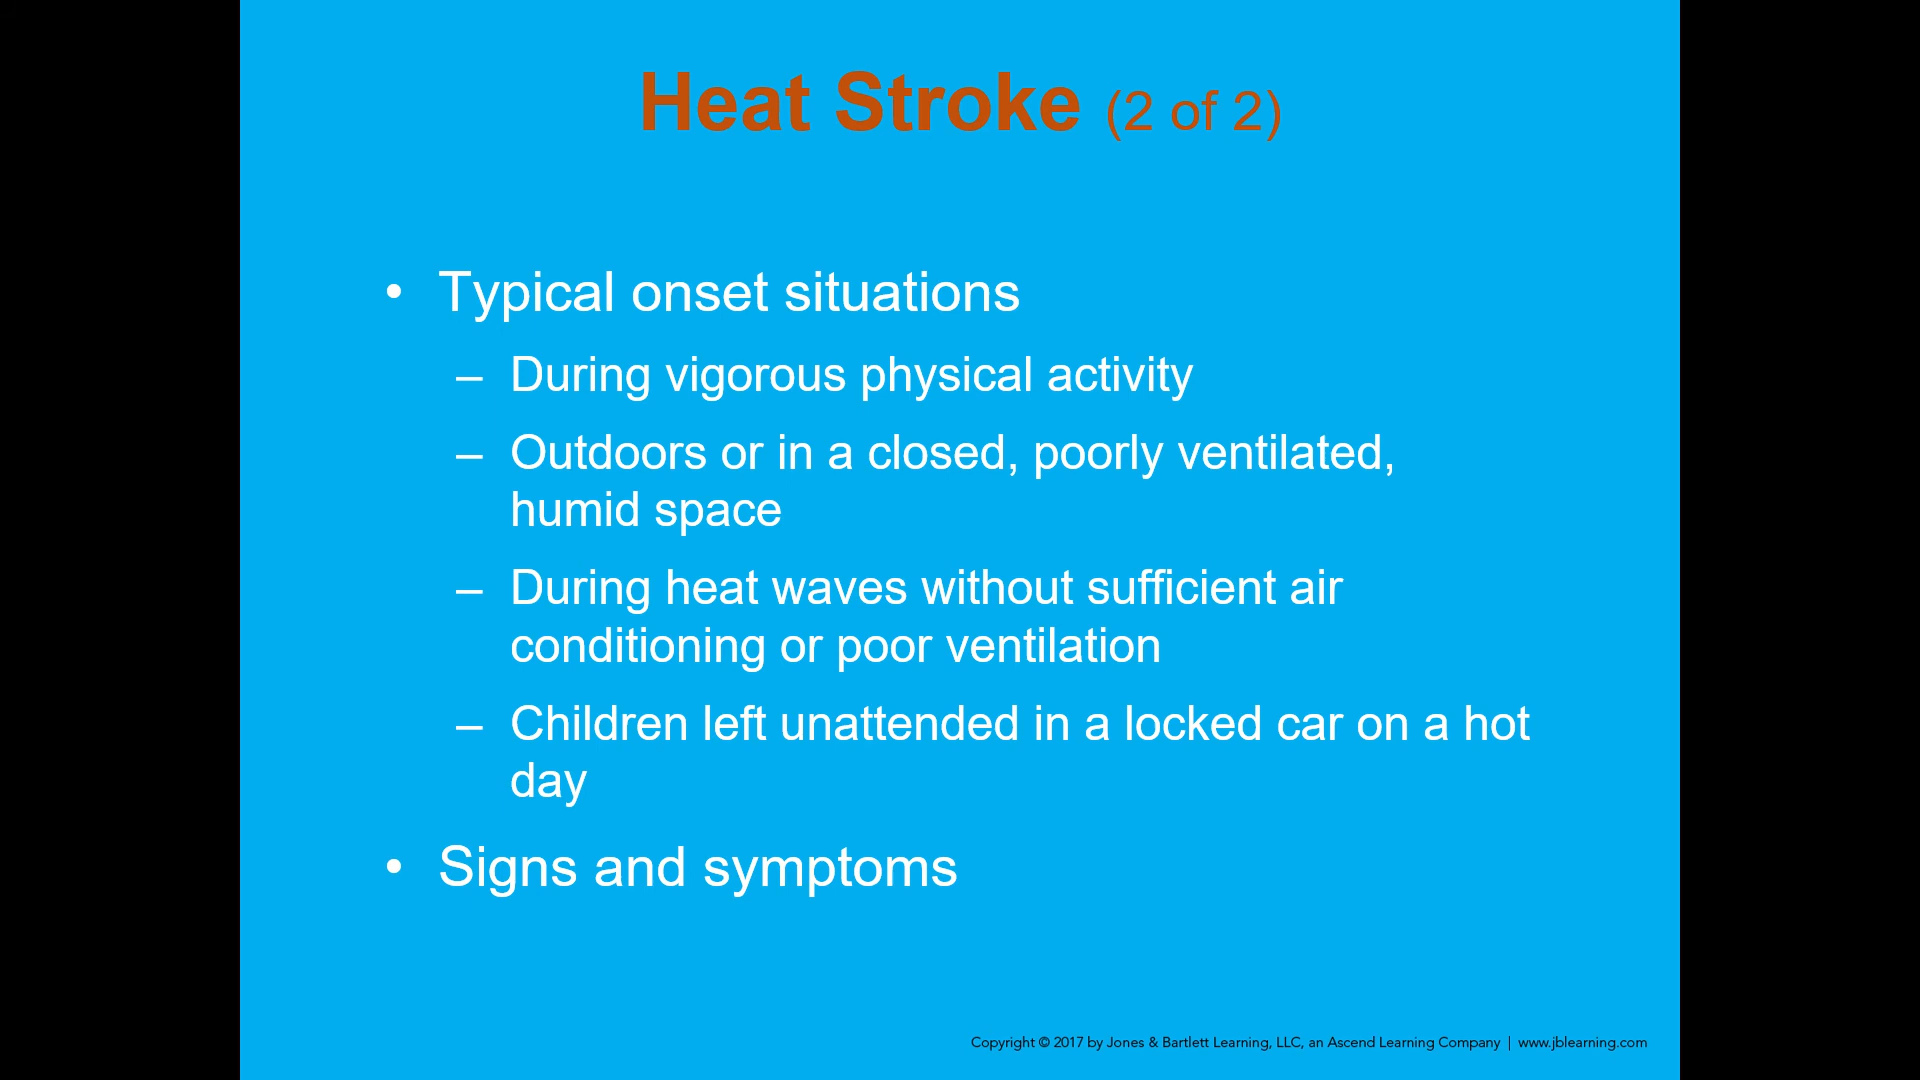 Heat Stroke (2 of 2)
• Typical onset situations
– During vigorous physical activity
– Outdoors or in a closed, poorly ventilated,
humid space
– During heat waves without sufficient air
conditioning or poor ventilation
– Children left unattended in a locked car on a hot
day
• Signs and symptoms
Copyright © 2017 by Jones & Bartlett Learning, LLC, an Ascend Learning Company | www.jblearning.com